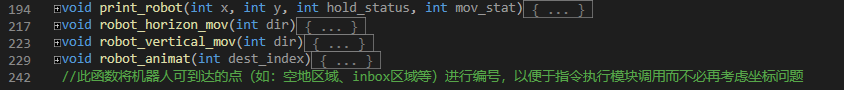 194 void print_robot(int x, int y, int hold_status, int mov_stat){ ... }
217 void robot_horizon_mov(int dir){ ... }
223 void robot_vertical_mov(int dir){ ... }
229 void robot_animat(int dest_index){ ... }
242 //此函数将机器人可到达的点（如：空地区域、inbox区域等）进行编号，以便于指令执行模块调用而不必再考虑坐标问题